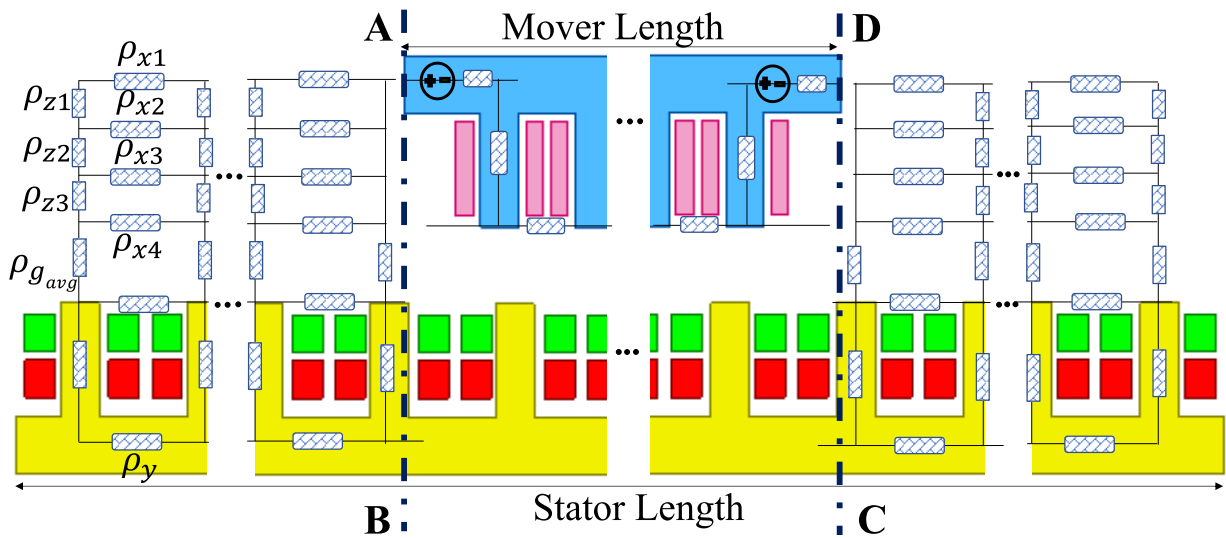 A
Mover Length
D
ρx1
ρz1
ρx2
ρz2
ρx3
ρz3
ρx4
ρgavg
+ -
+ -
...
...
...
...
...
...
...
ρy
Stator Length
B
C